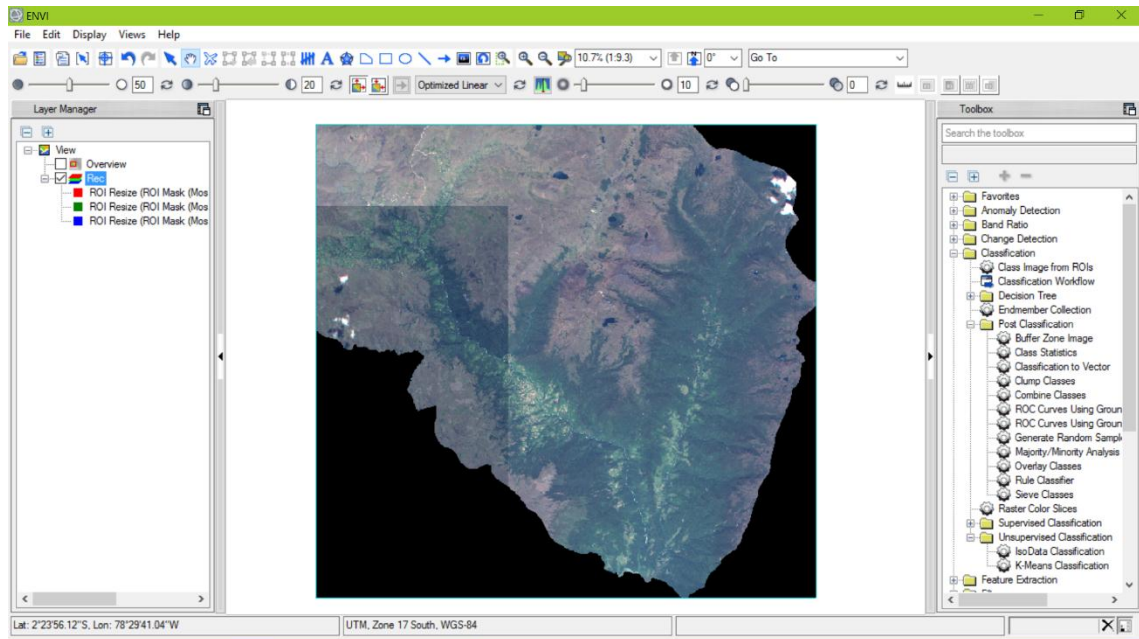 ENVI
File Edit Display Views Help
10.7% (1:9.3) 0° Go To
50 20 Optimized Linear 10 0
Layer Manager
View
Overview
Rec
ROI Resize (ROI Mask (Mos
ROI Resize (ROI Mask (Mos
ROI Resize (ROI Mask (Mos
Toolbox
Search the toolbox
Favorites
Anomaly Detection
Band Ratio
Change Detection
Classification
Class Image from ROIs
Classification Workflow
Decision Tree
Endmember Collection
Post Classification
Buffer Zone Image
Class Statistics
Classification to Vector
Clump Classes
Combine Classes
ROC Curves Using Groun
ROC Curves Using Groun
Generate Random Sampl
Majority/Minority Analysis
Overlay Classes
Rule Classifier
Sieve Classes
Raster Color Slices
Supervised Classification
Unsupervised Classification
IsoData Classification
K-Means Classification
Feature Extraction
Lat: 2°23'56.12"S, Lon: 78°29'41.04"W
UTM, Zone 17 South, WGS-84